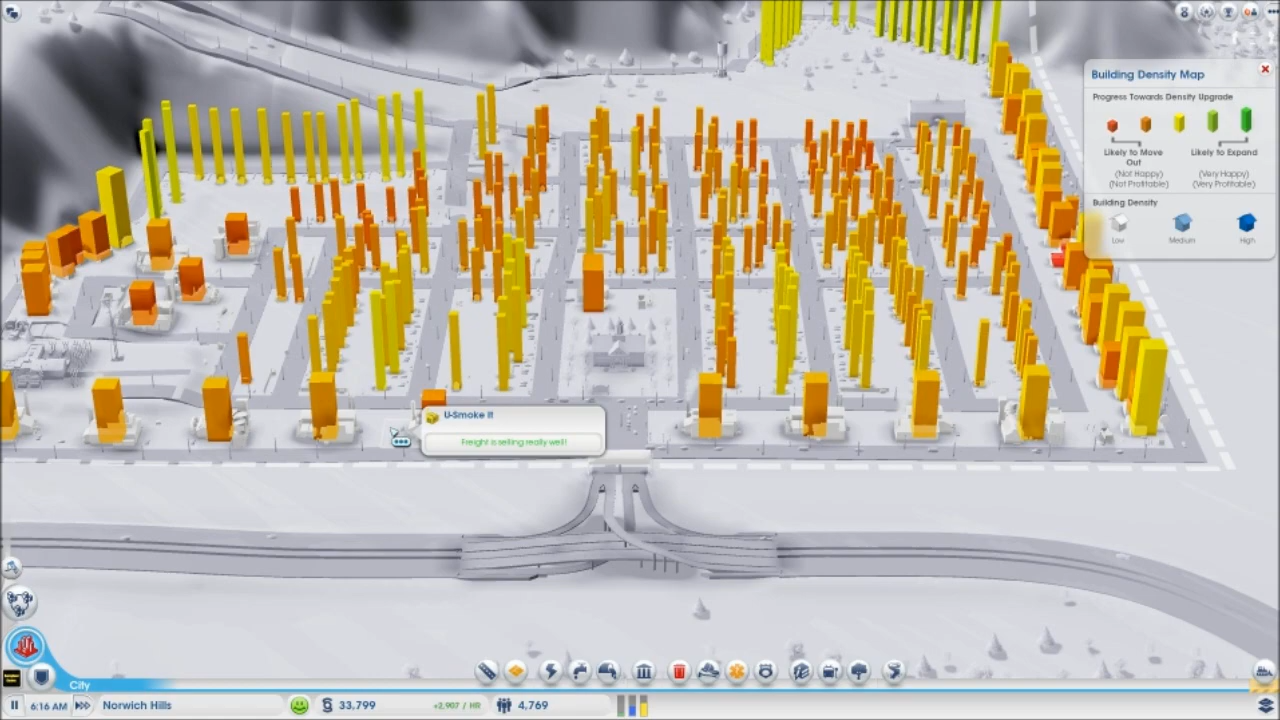 Building Density Map
Progress Towards Density Upgrade
Likely to Move Out
(Not Happy)
(Not Profitable)
Likely to Expand
(Very Happy)
(Very Profitable)
Building Density
Low
Medium
High
U-Smoke It
Freight is selling really well!
City
6:16 AM
Norwich Hills
33,799
+2,907 / HR
4,769